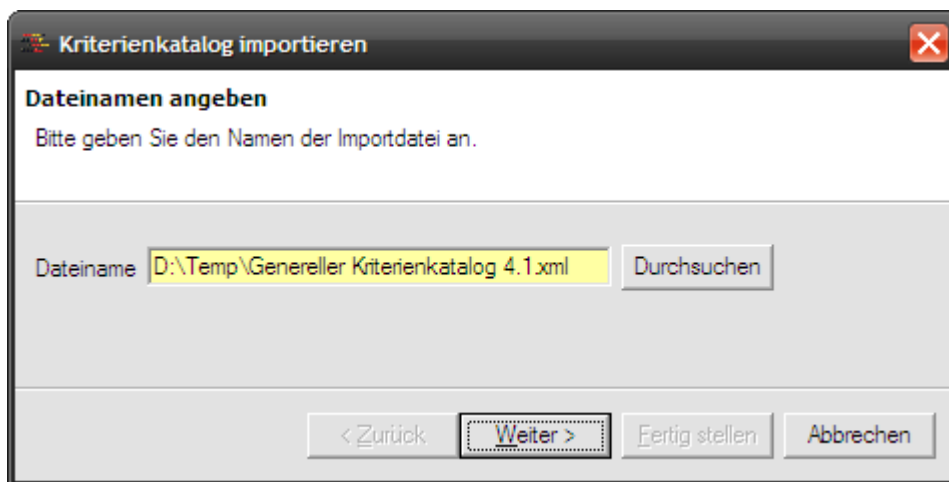 Kriterienkatalog importieren
Dateinamen angeben
Bitte geben Sie den Namen der Importdatei an.
Dateiname D:\Temp\Genereller Kriterienkatalog 4.1.xml Durchsuchen
< Zurück Weiter > Fertig stellen Abbrechen